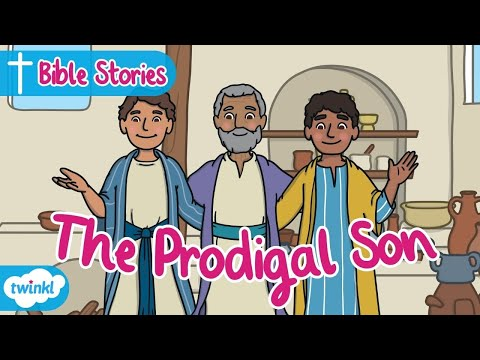 Bible Stories
The Prodigal Son
twinkl